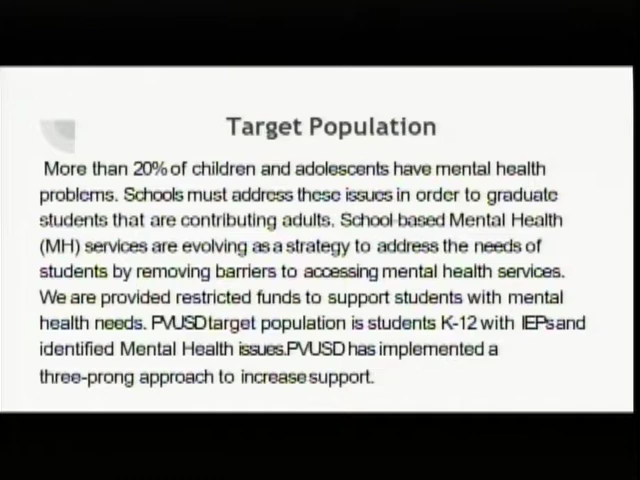 Target Population
More than 20% of children and adolescents have mental health
problems. Schools must address these issues in order to graduate
students that are contributing adults. School-based Mental Health
(MH) services are evolving as a strategy to address the needs of
students by removing barriers to accessing mental health services.
We are provided restricted funds to support students with mental
health needs. PVUSD target population is students K-12 with IEPs and
identified Mental Health issues.PVUSD has implemented a
three-prong approach to increase support.